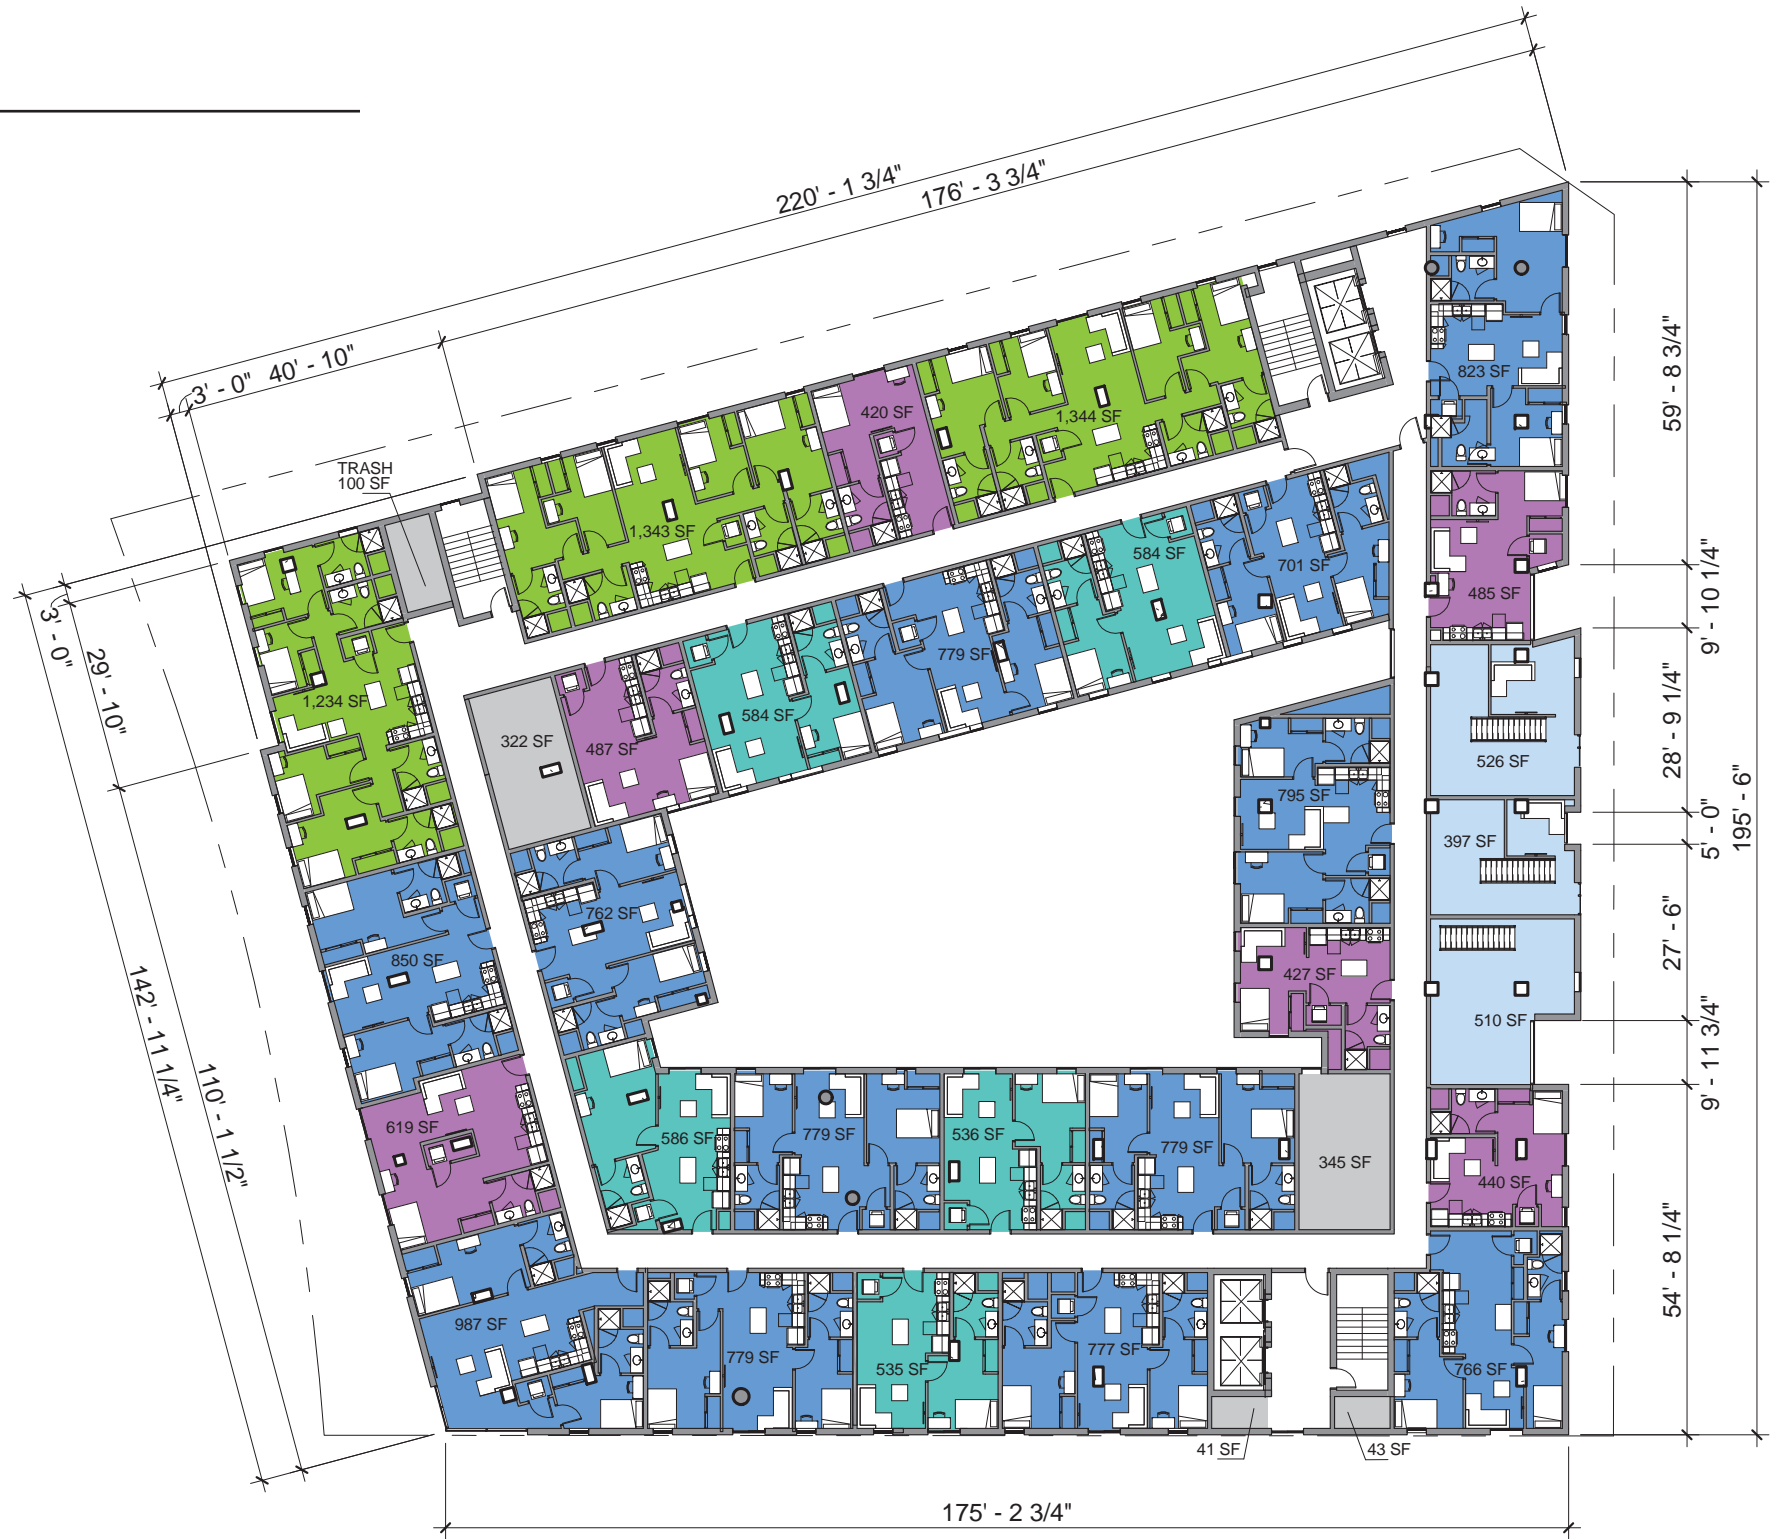 220' - 1 3/4"
176' - 3 3/4"
3' - 0"
40' - 10"
TRASH
100 SF
420 SF
1,344 SF
823 SF
59' - 8 3/4"
1,343 SF
584 SF
701 SF
485 SF
9' - 10 1/4"
3' - 0"
29' - 10"
1,234 SF
322 SF
487 SF
584 SF
779 SF
526 SF
28' - 9 1/4"
795 SF
397 SF
5' - 0"
195' - 6"
762 SF
850 SF
427 SF
510 SF
27' - 6"
9' - 11 3/4"
142' - 11 1/4"
110' - 1 1/2"
619 SF
586 SF
779 SF
536 SF
779 SF
345 SF
440 SF
54' - 8 1/4"
987 SF
779 SF
535 SF
777 SF
766 SF
41 SF
43 SF
175' - 2 3/4"